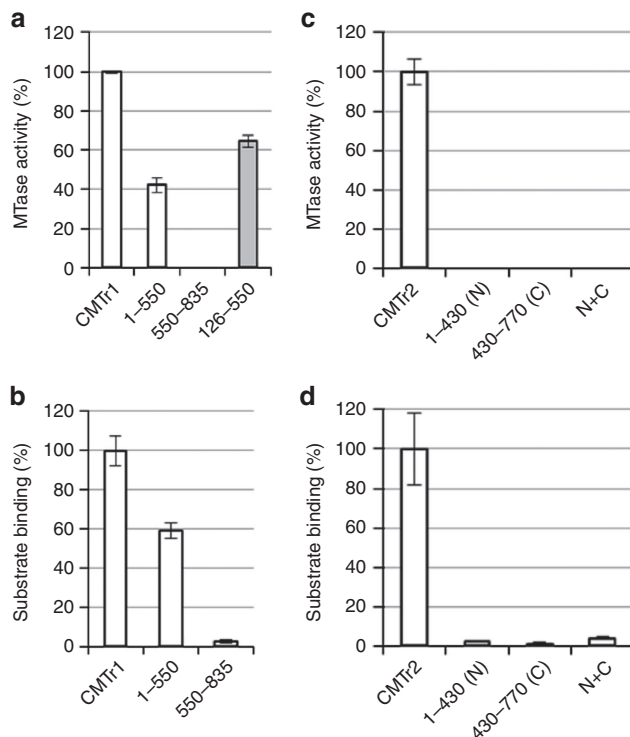 a
MTase activity (%)
120
100
80
60
40
20
0
CMTr1
1–550
550–835
126–550
c
MTase activity (%)
120
100
80
60
40
20
0
CMTr2
1–430 (N)
430–770 (C)
N+C
b
Substrate binding (%)
120
100
80
60
40
20
0
CMTr1
1–550
550–835
d
Substrate binding (%)
120
100
80
60
40
20
0
CMTr2
1–430 (N)
430–770 (C)
N+C